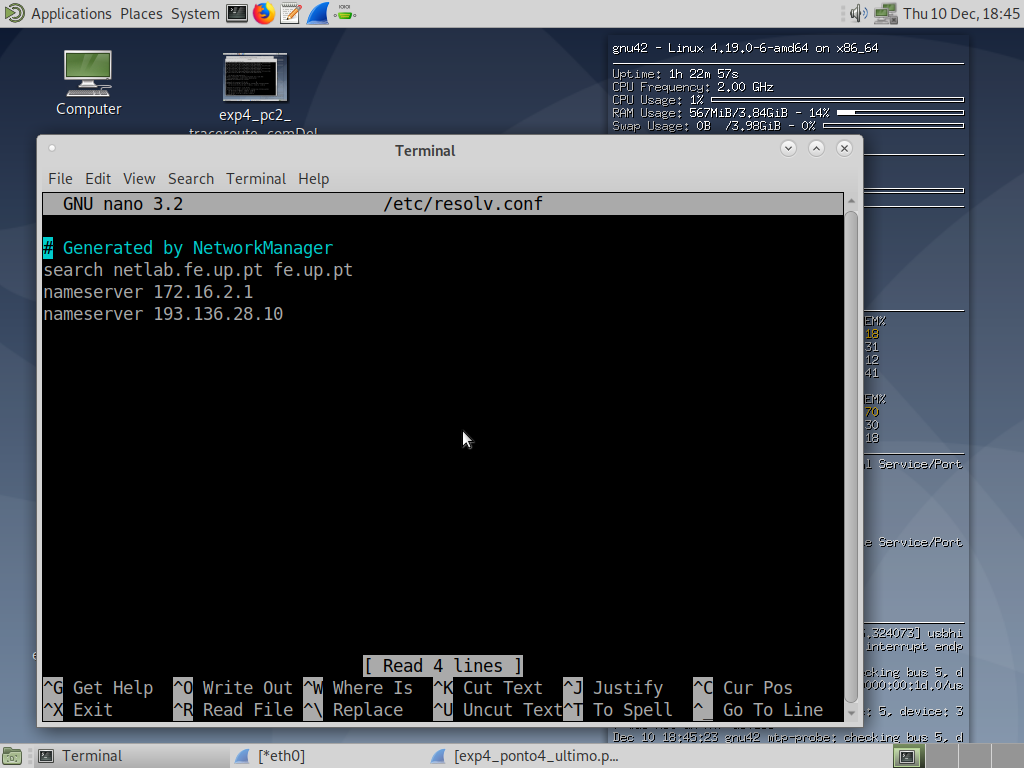 Applications Places System
Thu 10 Dec, 18:45
Computer
exp4_pc2_
gnu42 - Linux 4.19.0-6-amd64 on x86_64
Uptime: 1h 22m 57s
CPU Frequency: 2.00 GHz
CPU Usage: 1%
RAM Usage: 567MiB/3.84GiB - 14%
Swap Usage: 0B /3.98GiB - 0%
Terminal
File Edit View Search Terminal Help
GNU nano 3.2 /etc/resolv.conf
# Generated by NetworkManager
search netlab.fe.up.pt fe.up.pt
nameserver 172.16.2.1
nameserver 193.136.28.10
EM%
18
31
12
41
EM%
70
30
18
l Service/Port
e Service/Port
,324073] usbhi
interrupt endp
cking bus 5, d
000:00:1d.0/us
: 5, device: 3
Dec 10 18:45:23 gnu42 mtp-probe: checking bus 5, d
[ Read 4 lines ]
^G Get Help ^O Write Out ^W Where Is ^K Cut Text ^J Justify ^C Cur Pos
^X Exit ^R Read File ^\ Replace ^U Uncut Text ^T To Spell ^_ Go To Line
Terminal
[*eth0]
[exp4_ponto4_ultimo.p...